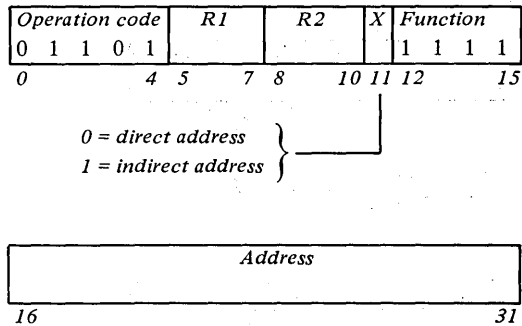 Operation code R1 R2 X Function
0 1 1 0 1 1 1 1 1
0 4 5 7 8 10 11 12 15
0 = direct address
1 = indirect address
Address
16 31